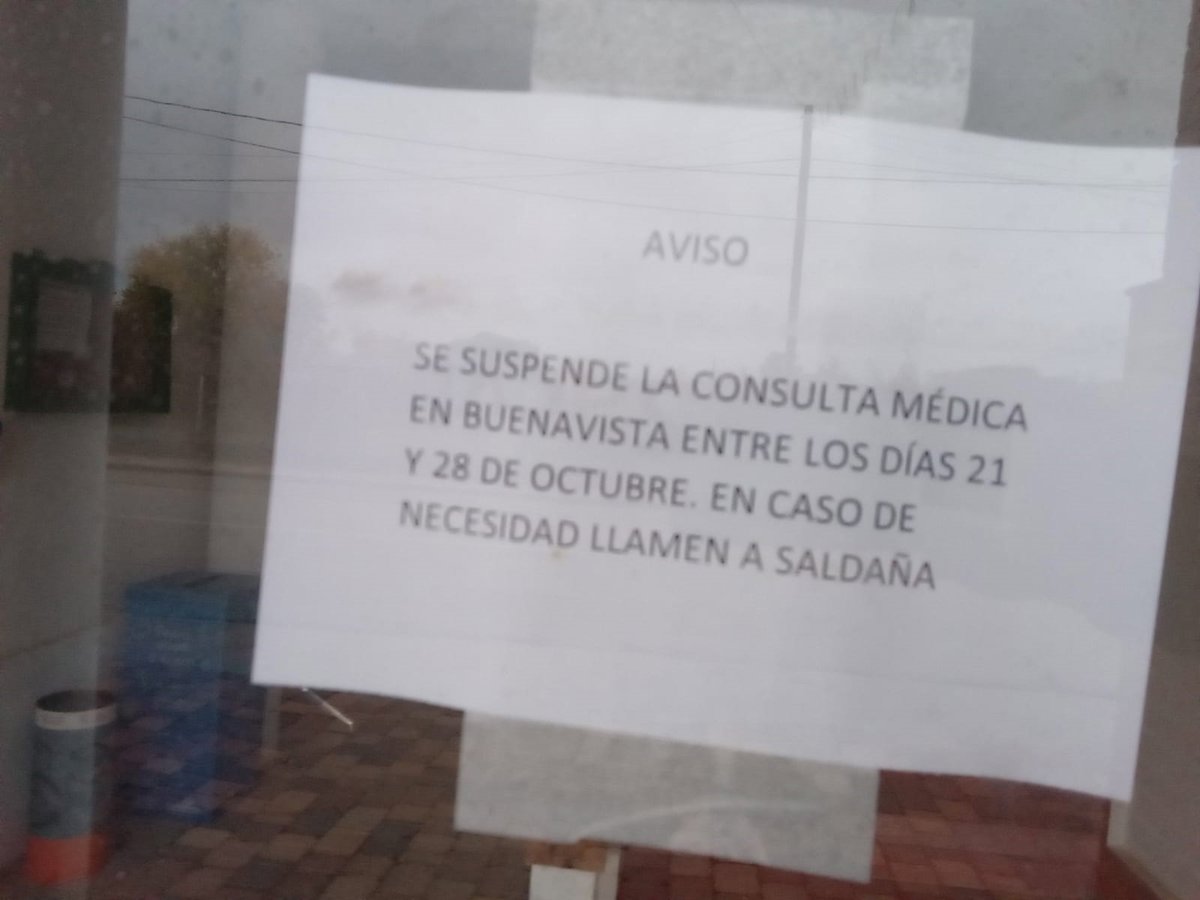 AVISO
SE SUSPENDE LA CONSULTA MÉDICA
EN BUENAVISTA ENTRE LOS DÍAS 21
Y 28 DE OCTUBRE. EN CASO DE
NECESIDAD LLAMEN A SALDAÑA